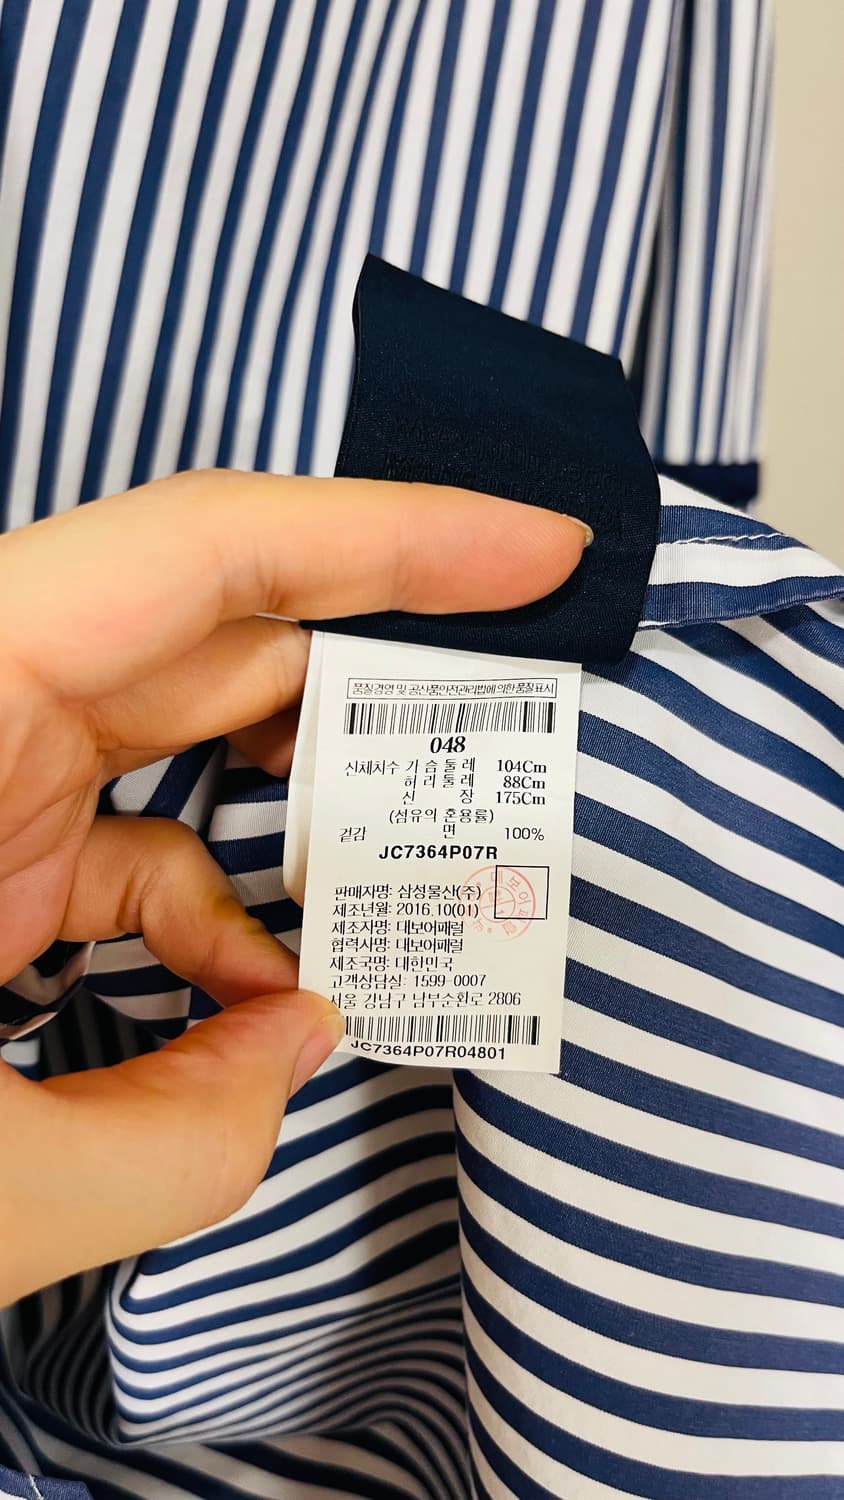 품질경영 및 공산품안전관리법에 의한 품질표시
048
신체치수 가 슴 둘 레 104Cm
허 리 둘 레 88Cm
신 장 175Cm
(섬유의 혼용률)
겉감 면 100%
JC7364P07R
판매자명: 삼성물산(주)
제조년월: 2016.10(01)
제조자명: 대보어패럴
협력사명: 대보어패럴
제조국명: 대한민국
고객상담실: 1599-0007
서울 강남구 남부순환로 2806
JC7364P07R04801